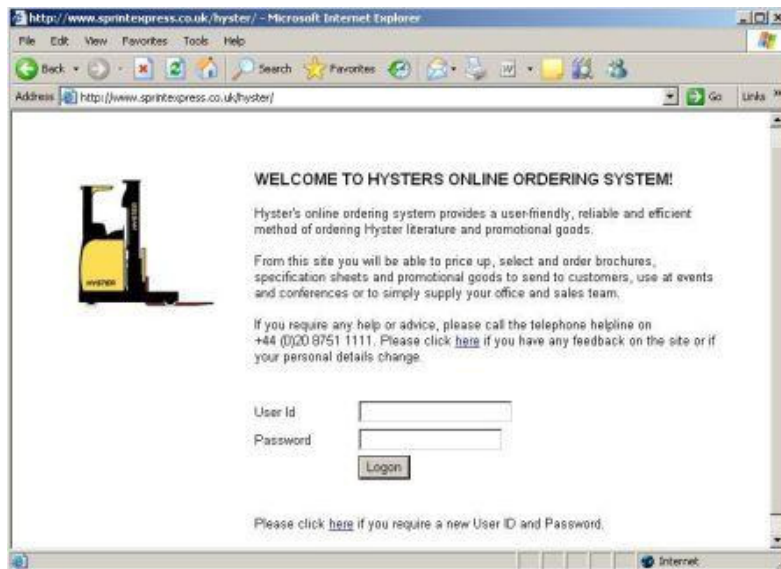 http://www.sprintexpress.co.uk/hyster/ - Microsoft Internet Explorer
File Edit View Favorites Tools Help
Back Search Favorites
Address http://www.sprintexpress.co.uk/hyster/ Go Links
WELCOME TO HYSTERS ONLINE ORDERING SYSTEM!
Hyster's online ordering system provides a user-friendly, reliable and efficient
method of ordering Hyster literature and promotional goods.
From this site you will be able to price up, select and order brochures,
specification sheets and promotional goods to send to customers, use at events
and conferences or to simply supply your office and sales team.
HYSTER
If you require any help or advice, please call the telephone helpline on
+44 (0)20 8751 1111. Please click here if you have any feedback on the site or if
your personal details change.
User Id
Password
Logon
Please click here if you require a new User ID and Password.
Internet